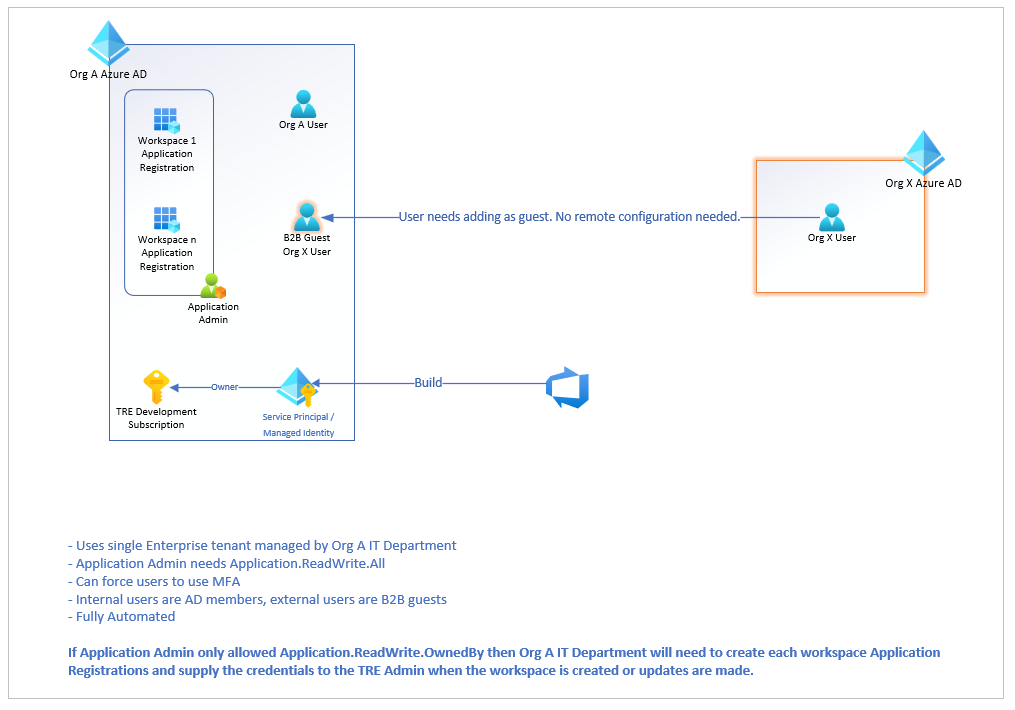 Org A Azure AD
Workspace 1
Application
Registration
Org A User
Org X Azure AD
Workspace n
Application
Registration
B2B Guest
Org X User
User needs adding as guest. No remote configuration needed.
Org X User
Application
Admin
TRE Development
Subscription
Owner
Service Principal /
Managed Identity
Build
- Uses single Enterprise tenant managed by Org A IT Department
- Application Admin needs Application.ReadWrite.All
- Can force users to use MFA
- Internal users are AD members, external users are B2B guests
- Fully Automated
If Application Admin only allowed Application.ReadWrite.OwnedBy then Org A IT Department will need to create each workspace Application
Registrations and supply the credentials to the TRE Admin when the workspace is created or updates are made.